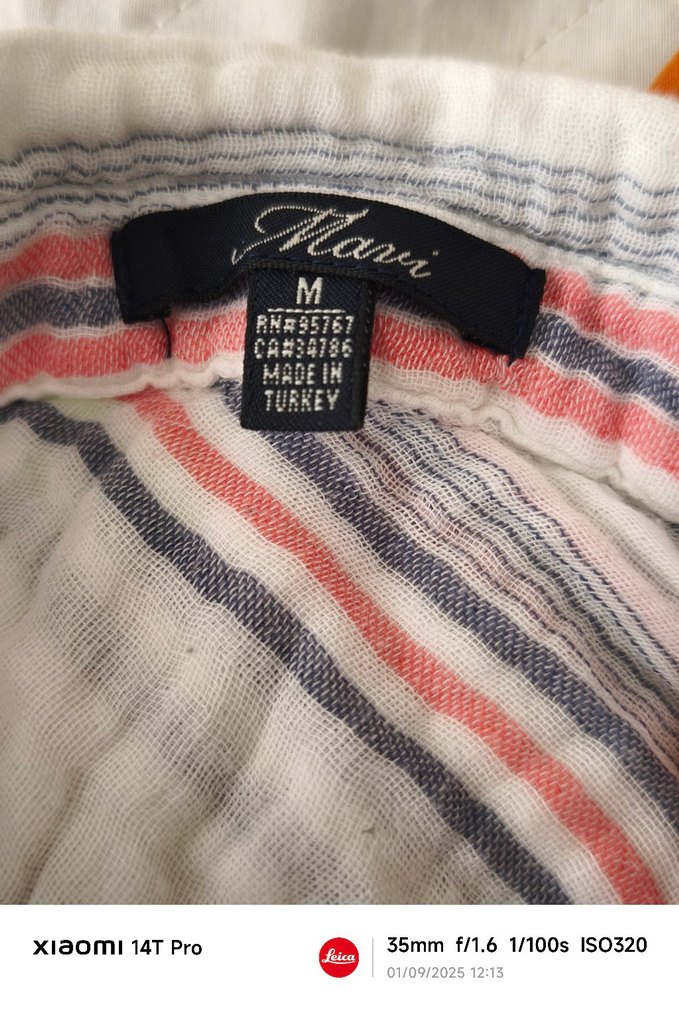 Mavi
M
RN#95767
CA#34786
MADE IN
TURKEY
XIAOMI 14T Pro
Leica
35mm f/1.6 1/100s ISO320
01/09/2025 12:13